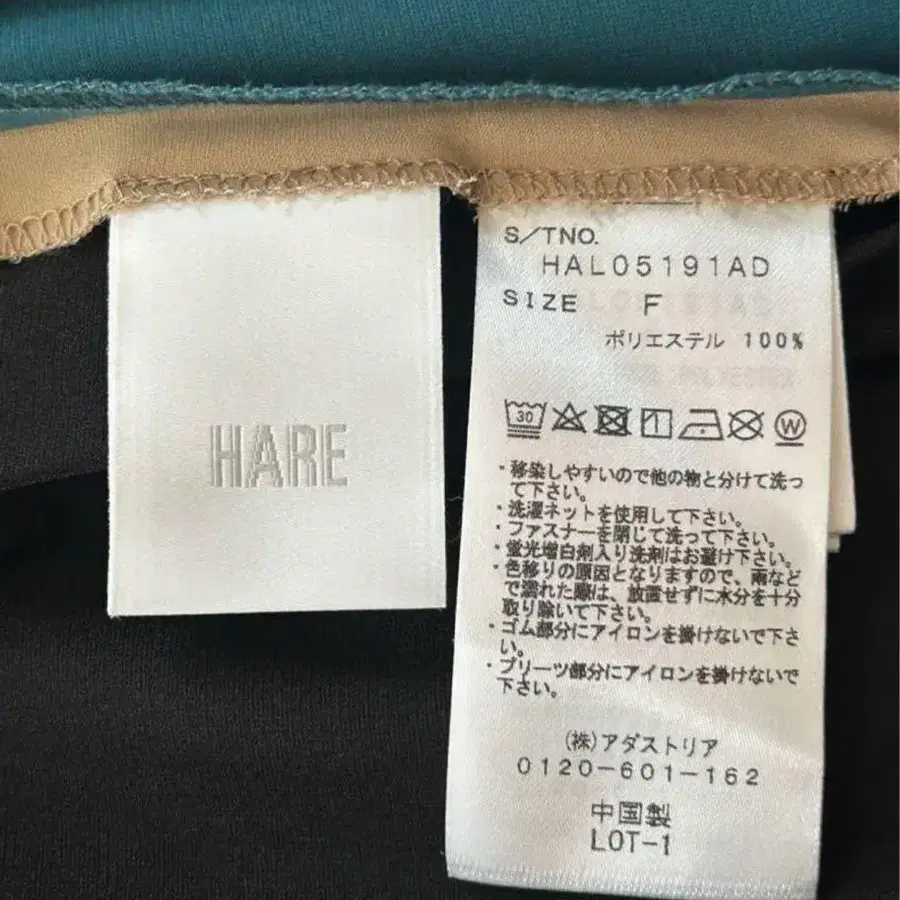 HARE
S/TNO.
HAL05191AD
SIZE F
ポリエステル 100%
30
W
・移染しやすいので他の物と分けて洗っ
て下さい。
・洗濯ネットを使用して下さい。
・ファスナーを閉じて洗って下さい。
・蛍光増白剤入り洗剤はお避け下さい。
・色移りの原因となりますので、雨など
で濡れた際は、放置せずに水分を十分
取り除いて下さい。
・ゴム部分にアイロンを掛けないで下さ
い。
・プリーツ部分にアイロンを掛けないで
下さい。
(株)アダストリア
0120-601-162
中国製
LOT-1